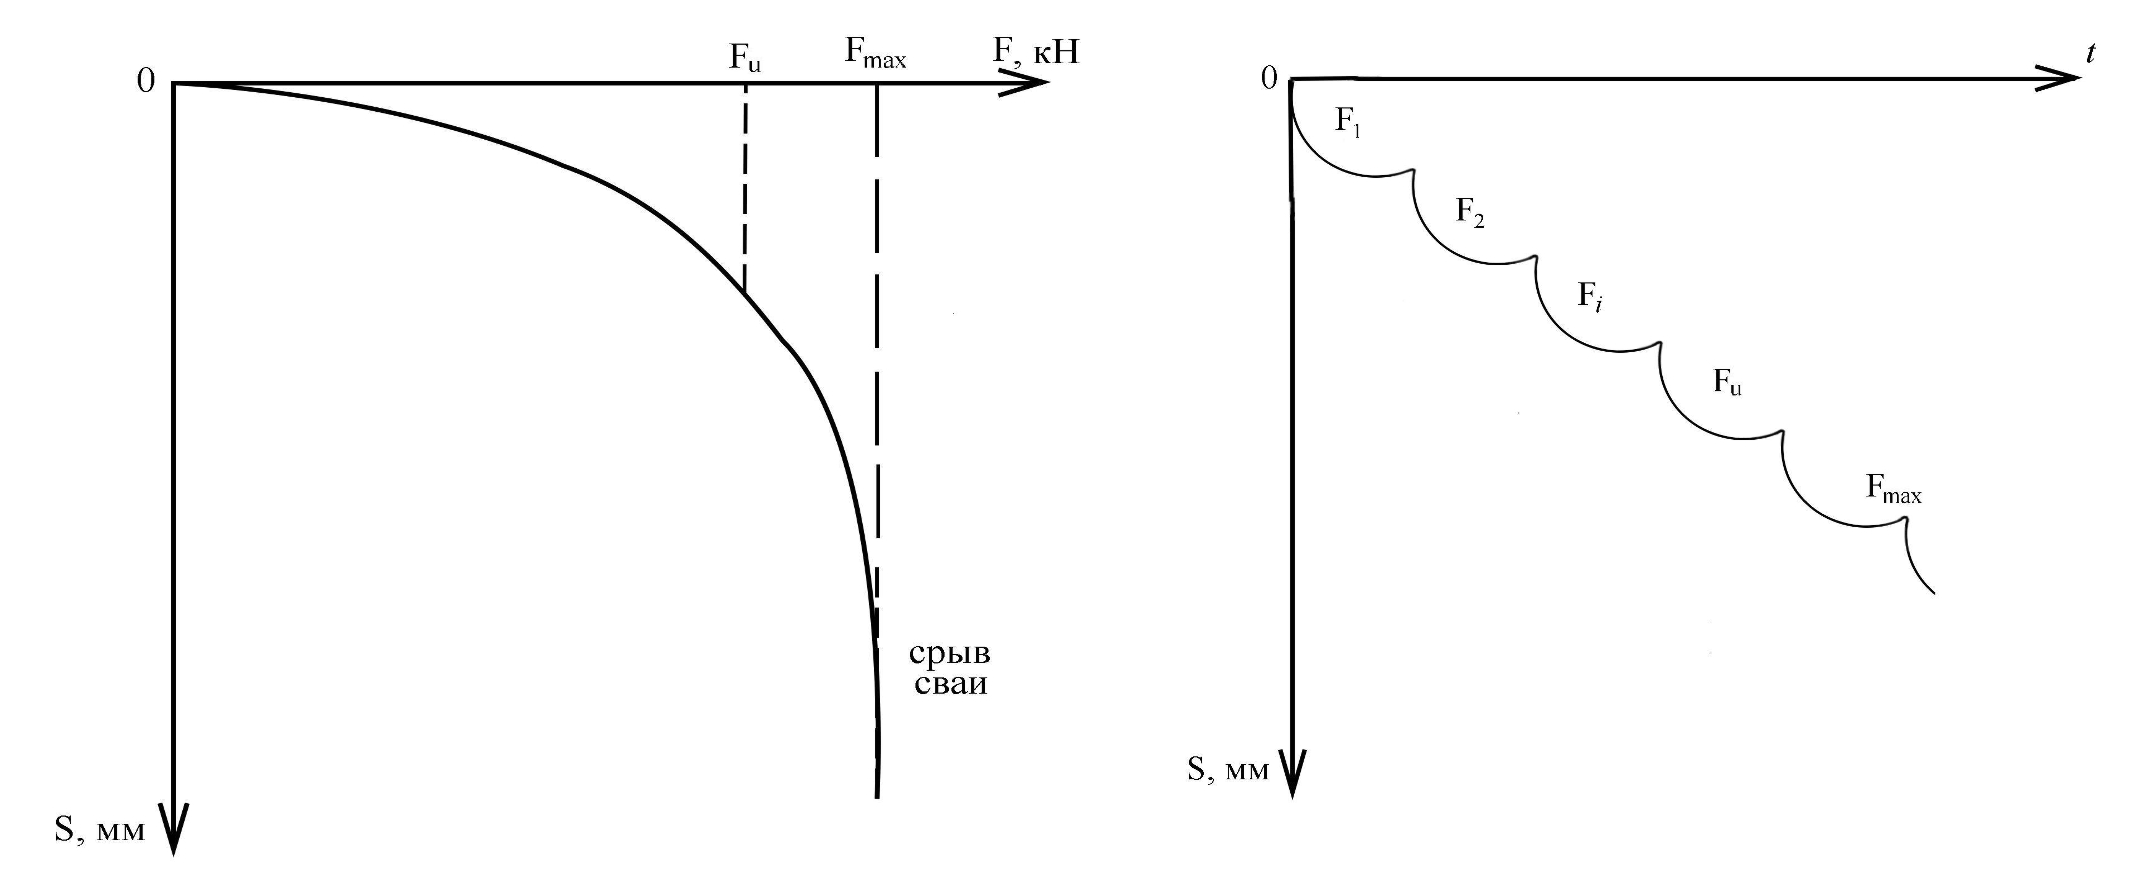 0
Fu
Fmax
F, кН
S, мм
срыв
сваи
0
t
F1
F2
Fi
Fu
Fmax
S, мм